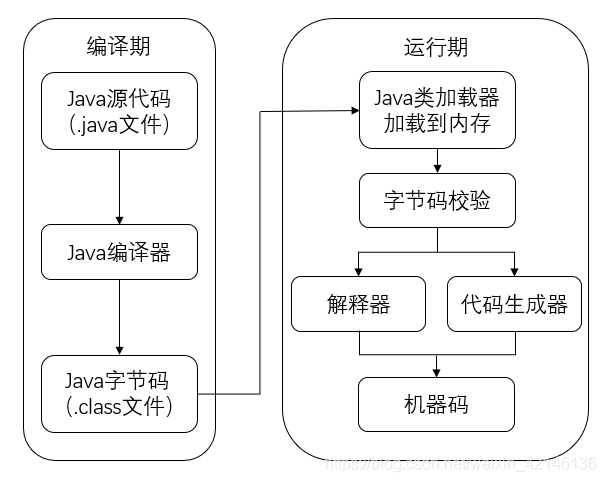 编译期
Java源代码
（.java文件）
Java编译器
Java字节码
（.class文件）
运行期
Java类加载器
加载到内存
字节码校验
解释器
代码生成器
机器码
https://blog.csdn.net/weixin_42146136